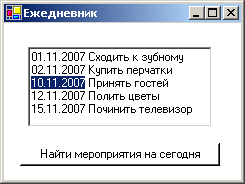 Ежедневник
01.11.2007 Сходить к зубному
02.11.2007 Купить перчатки
10.11.2007 Принять гостей
12.11.2007 Полить цветы
15.11.2007 Починить телевизор
Найти мероприятия на сегодня